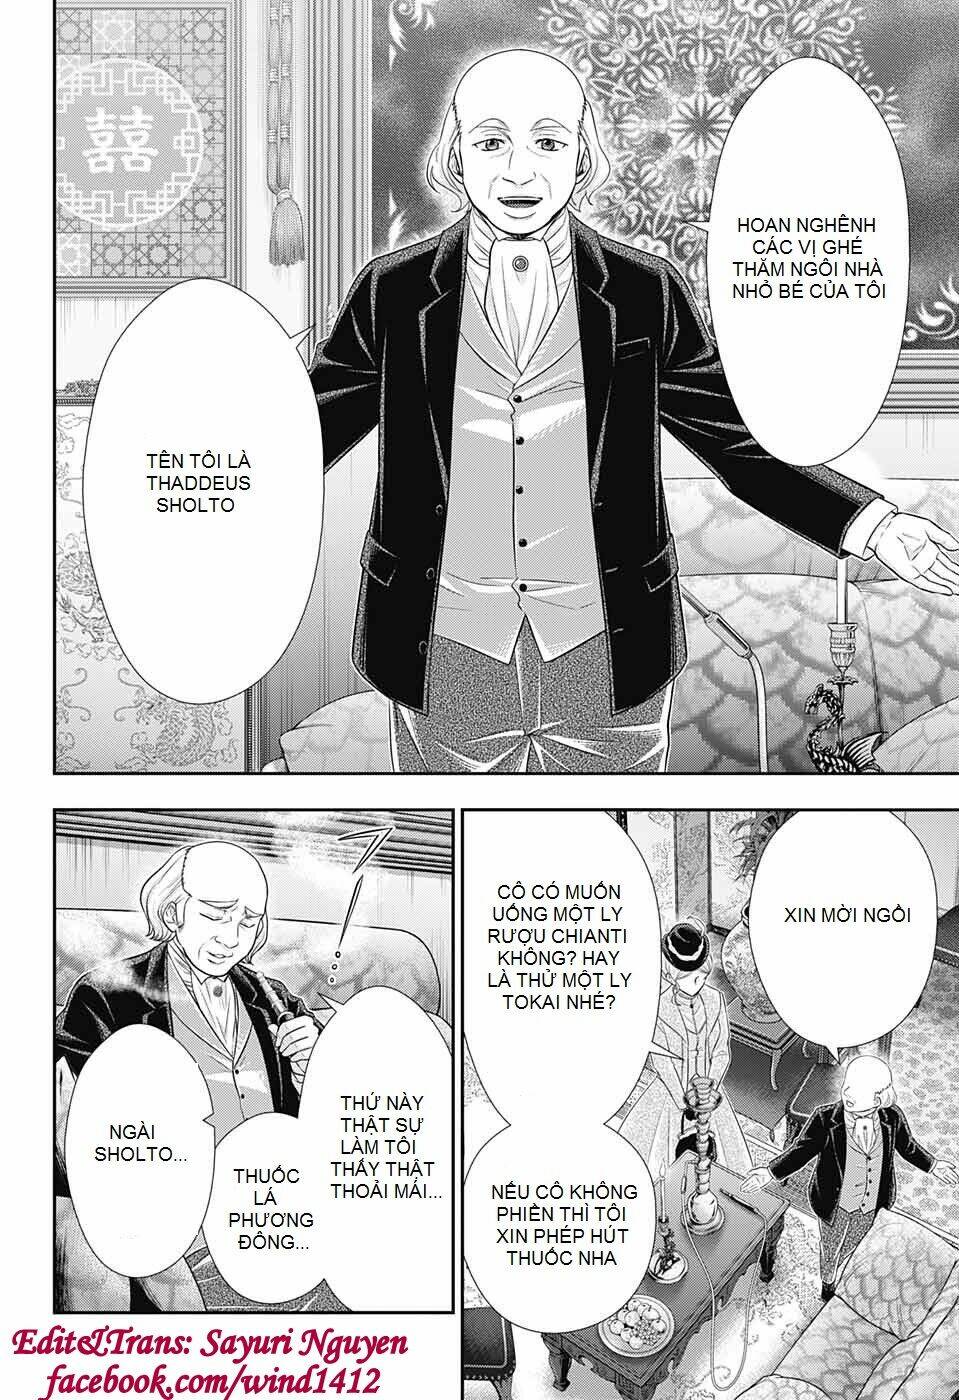 HOAN NGHÊNH
CÁC VỊ GHÉ
THĂM NGÔI NHÀ
NHỎ BÉ CỦA TÔI
TÊN TÔI LÀ
THADDEUS
SHOLTO
囍
XIN MỜI NGỒI
CÔ CÓ MUỐN
UỐNG MỘT LY
RƯỢU CHIANTI
KHÔNG? HAY
LÀ THỬ MỘT LY
TOKAI NHÉ?
NẾU CÔ KHÔNG
PHIỀN THÌ TÔI
XIN PHÉP HÚT
THUỐC NHA
THỨ NÀY
THẬT SỰ
LÀM TÔI
THẤY THẬT
THOẢI MÁI...
THUỐC
LÁ
PHƯƠNG
ĐÔNG...
NGÀI
SHOLTO...
Edit&Trans: Sayuri Nguyen
facebook.com/wind1412